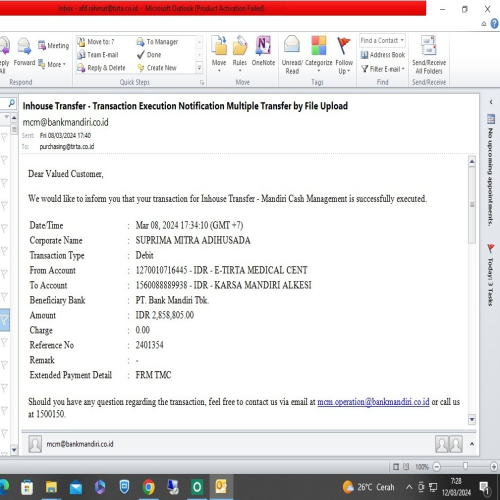 Inbox - afd.rahmat@tirta.co.id - Microsoft Outlook (Product Activation Failed)
Meeting
Move to: ?
To Manager
Find a Contact
Team E-mail
Done
Address Book
Forward
More
Reply & Delete
Create New
Move
Rules
OneNote
Unread/ Read
Categorize
Follow Up
Filter E-mail
Send/Receive All Folders
Respond
Quick Steps
Move
Tags
Find
Send/Receive
Inhouse Transfer - Transaction Execution Notification Multiple Transfer by File Upload
mcm@bankmandiri.co.id
Sent: Fri 08/03/2024 17:40
To: purchasing@tirta.co.id
Dear Valued Customer,
We would like to inform you that your transaction for Inhouse Transfer - Mandiri Cash Management is successfully executed.
Date/Time : Mar 08, 2024 17:34:10 (GMT +7)
Corporate Name : SUPRIMA MITRA ADIHUSADA
Transaction Type : Debit
From Account : 1270010716445 - IDR - E-TIRTA MEDICAL CENT
To Account : 1560088889938 - IDR - KARSA MANDIRI ALKESI
Beneficiary Bank : PT. Bank Mandiri Tbk.
Amount : IDR 2,858,805.00
Charge : 0.00
Reference No : 2401354
Remark : -
Extended Payment Detail : FRM TMC
Should you have any question regarding the transaction, feel free to contact us via email at mcm.operation@bankmandiri.co.id or call us
at 1500150.
mcm@bankmandiri.co.id
No upcoming appointments.
Today: 3 Tasks
100%
26°C Cerah
7:28
12/03/2024